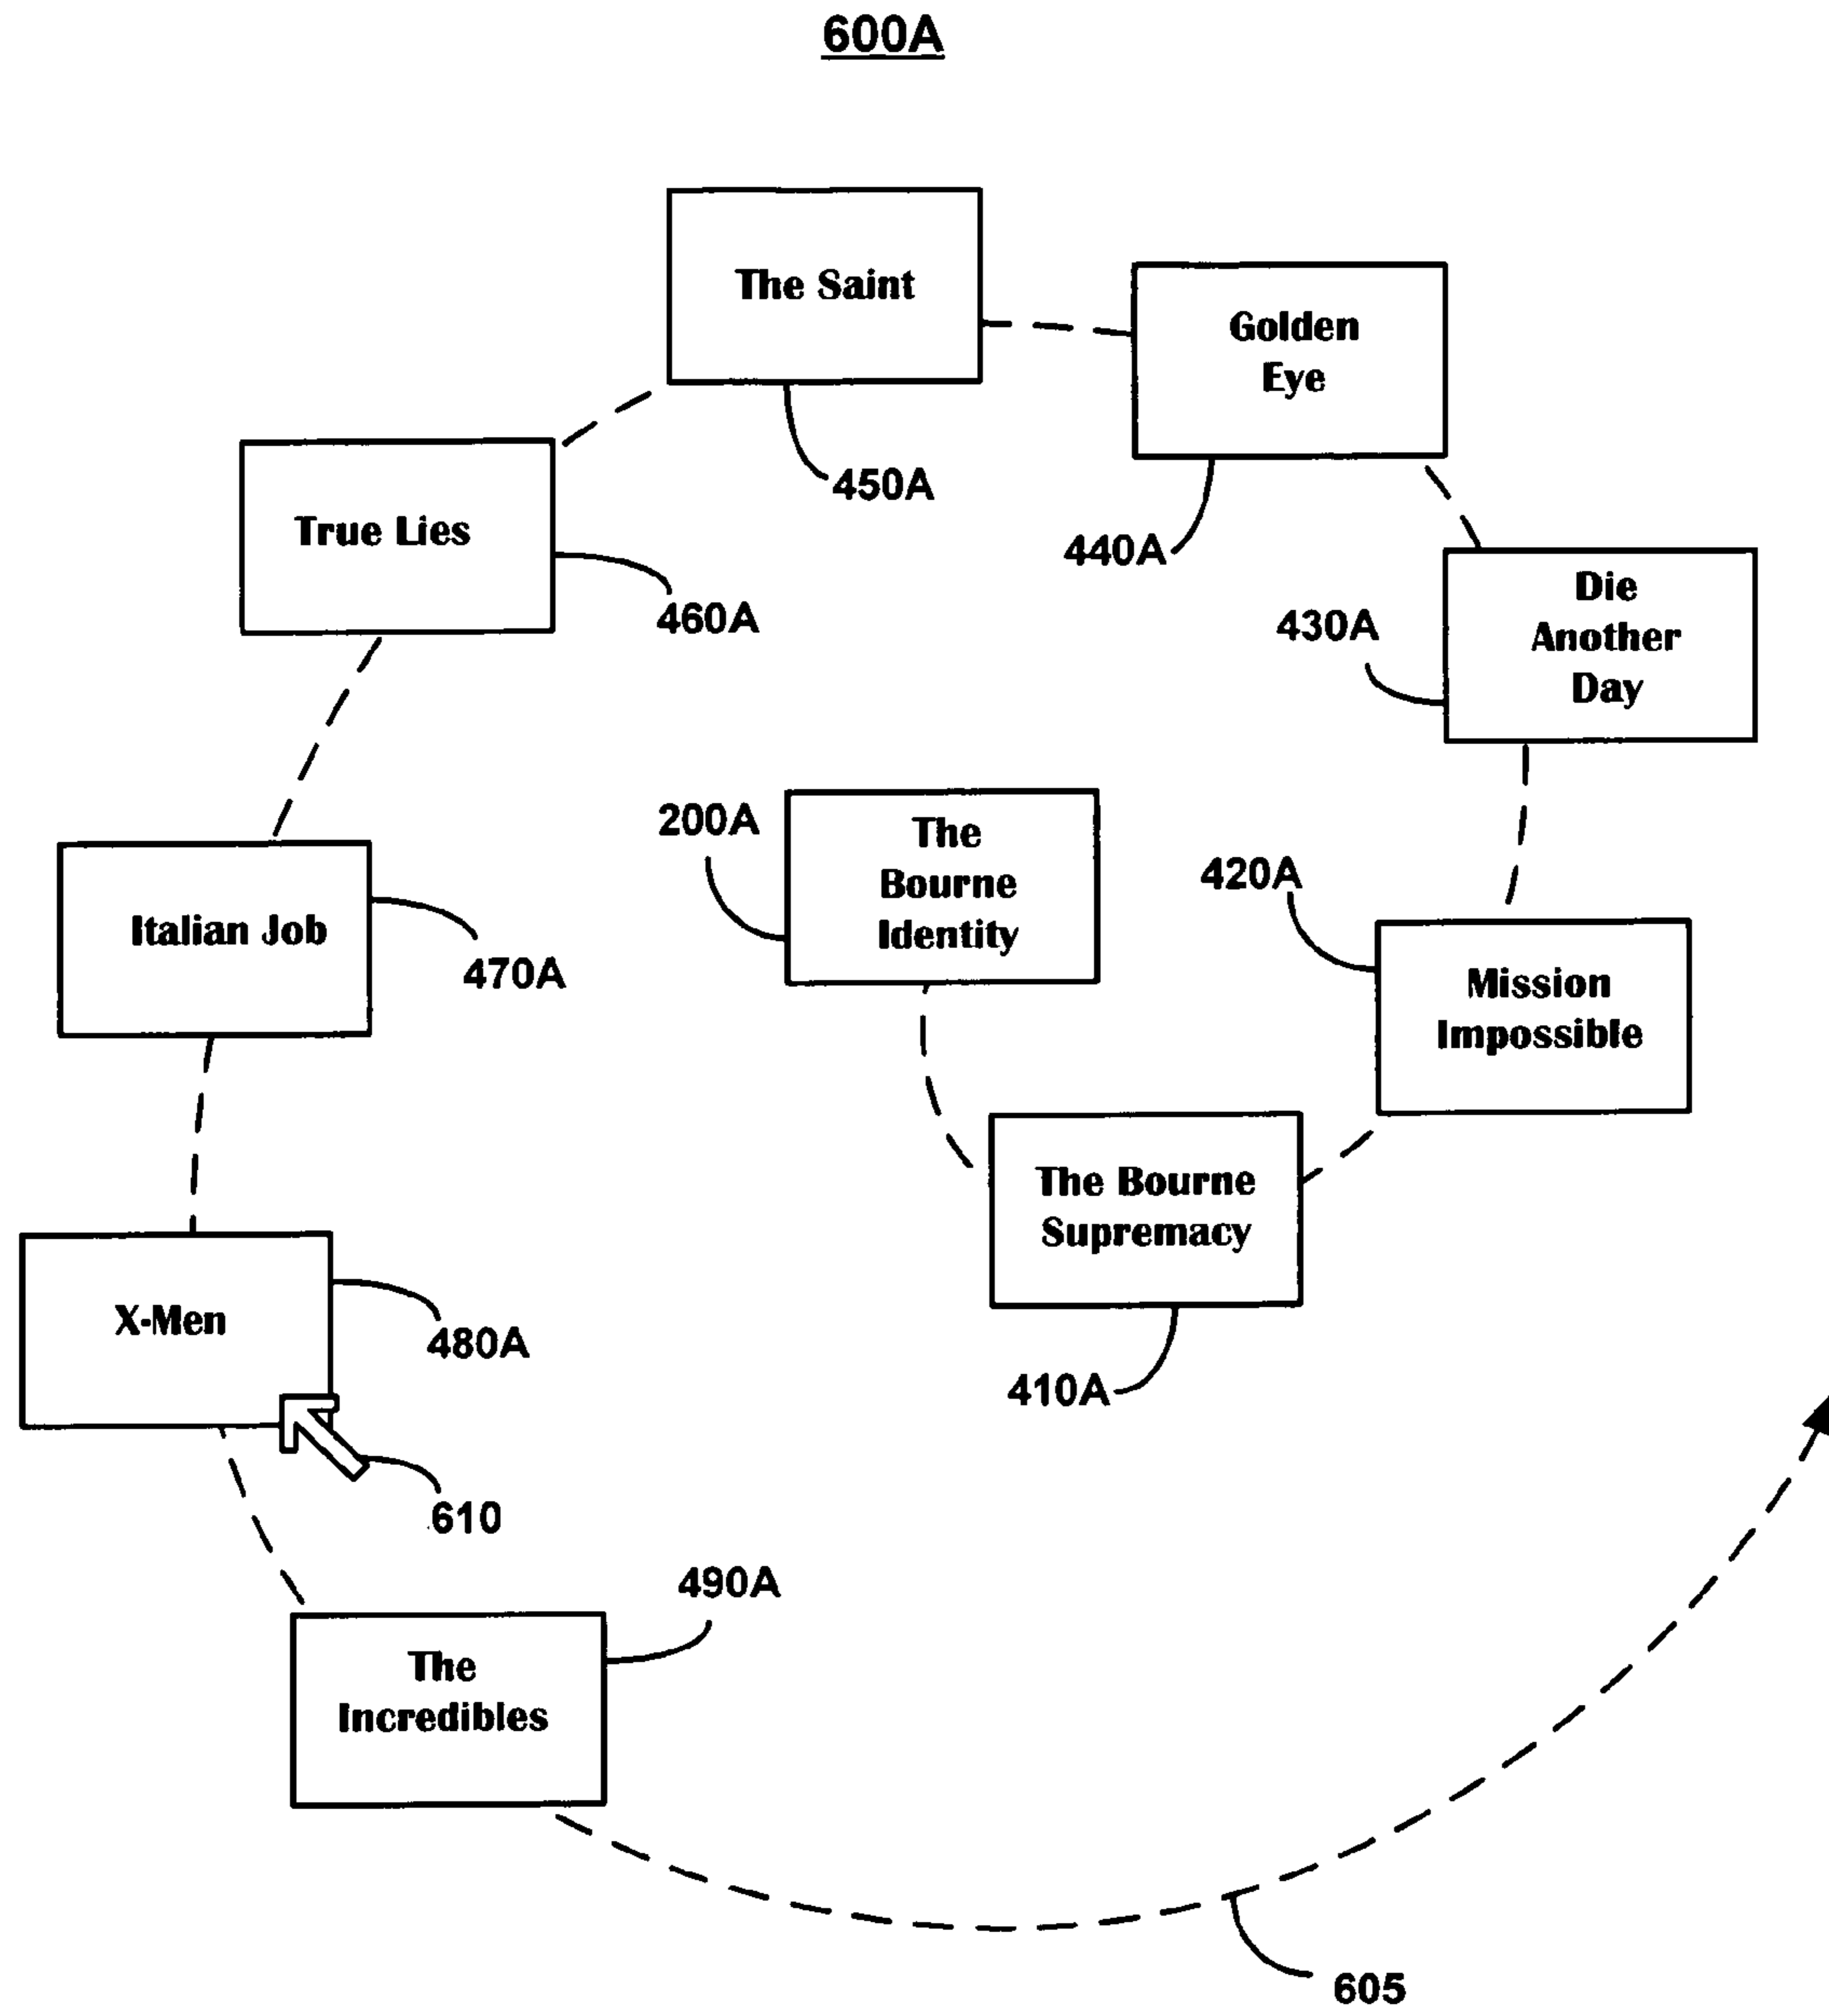 600A
The Saint
Golden
Eye
450A
440A
True Lies
460A
Die
Another
Day
430A
200A
The
Bourne
Identity
420A
Italian Job
470A
Mission
Impossible
The Bourne
Supremacy
410A
X-Men
480A
610
490A
The
Incredibles
605